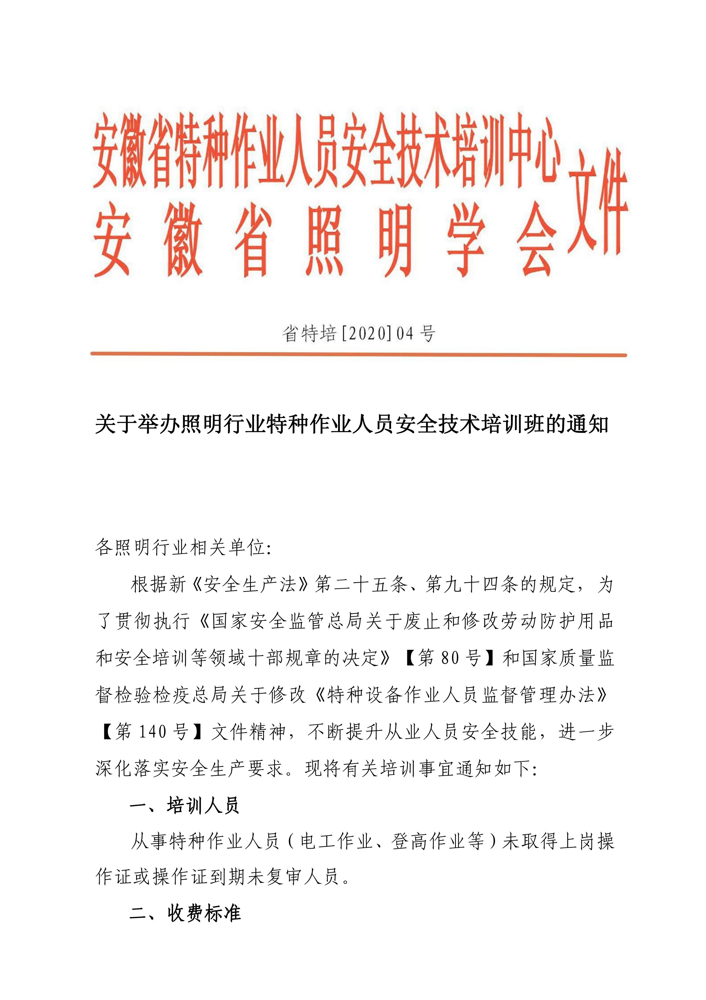 安徽省特种作业人员安全技术培训中心
安徽省照明学会
文件
省特培[2020]04 号
关于举办照明行业特种作业人员安全技术培训班的通知
各照明行业相关单位：
根据新《安全生产法》第二十五条、第九十四条的规定，为
了贯彻执行《国家安全监管总局关于废止和修改劳动防护用品
和安全培训等领域十部规章的决定》【第 80 号】和国家质量监
督检验检疫总局关于修改《特种设备作业人员监督管理办法》
【第 140 号】文件精神，不断提升从业人员安全技能，进一步
深化落实安全生产要求。现将有关培训事宜通知如下：
一、培训人员
从事特种作业人员（电工作业、登高作业等）未取得上岗操
作证或操作证到期未复审人员。
二、收费标准